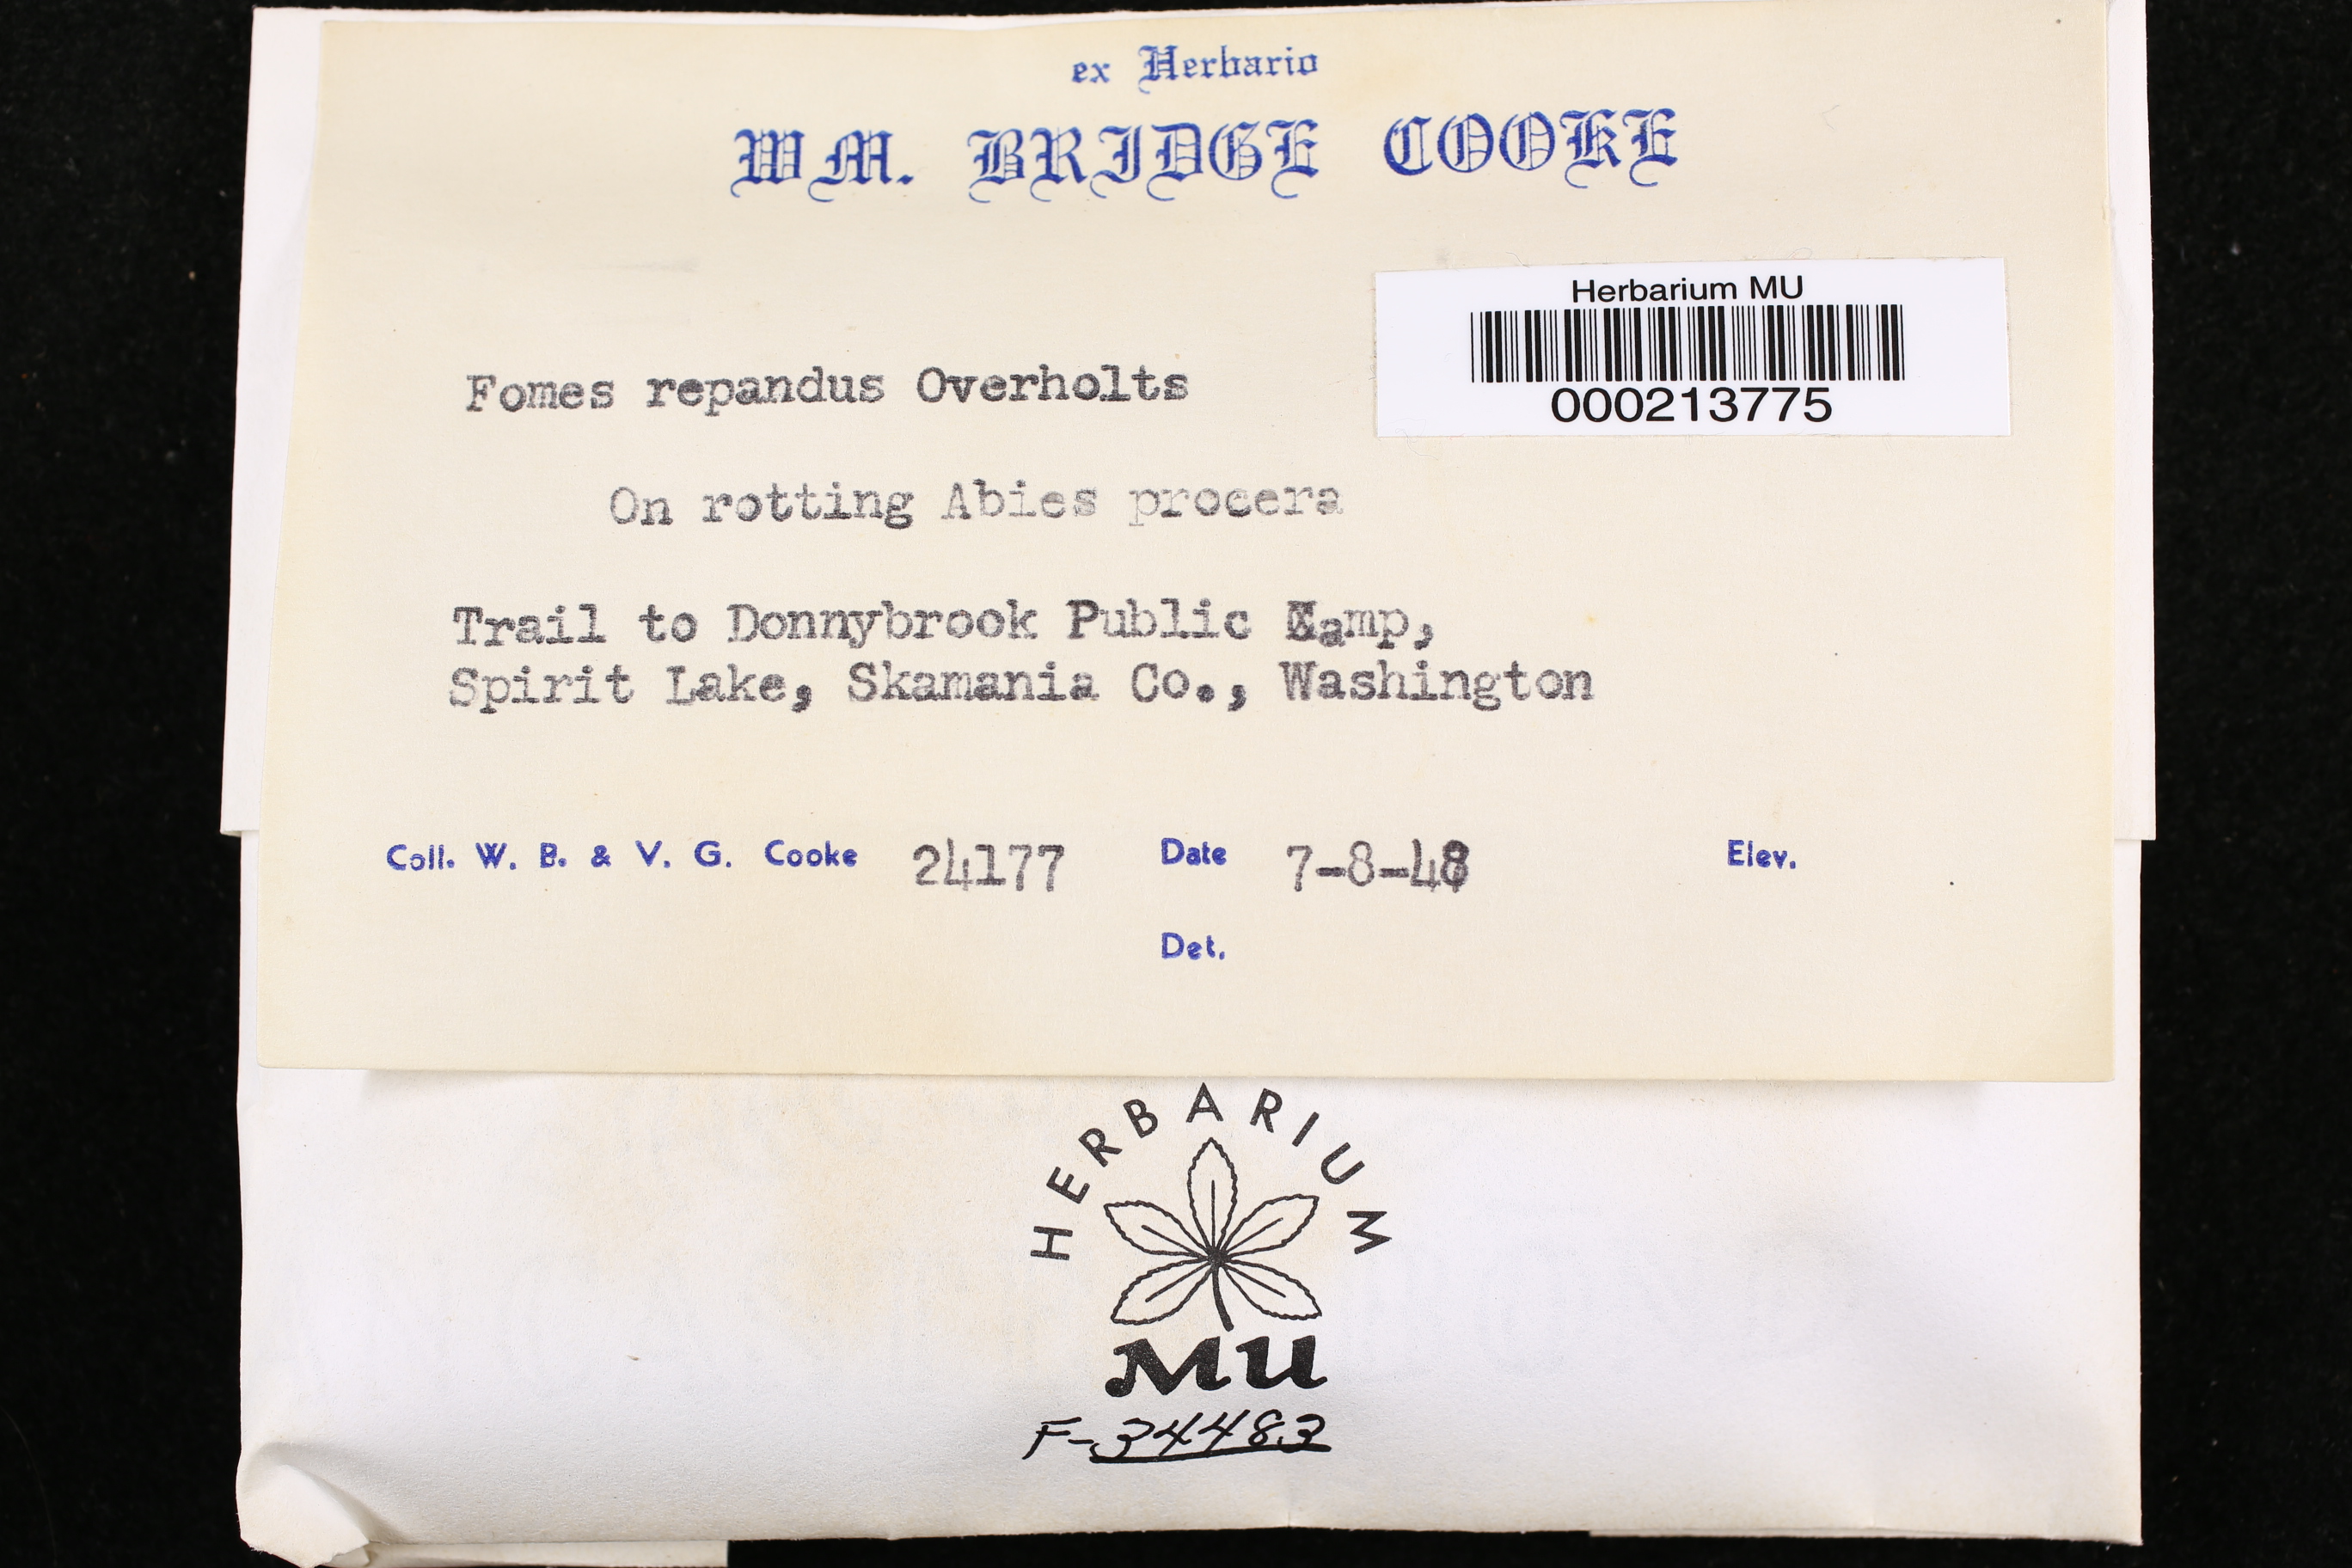 ex Herbario
WM. BRIDGE COOKE
Herbarium MU
000213775
Fomes repandus Overholts
On rotting Abies procera
Trail to Donnybrook Public Camp,
Spirit Lake, Skamania Co., Washington
Coll. W. B. & V. G. Cooke 24177 Date 7-8-48 Elev.
Det.
HERBARIUM
MU
F-34483